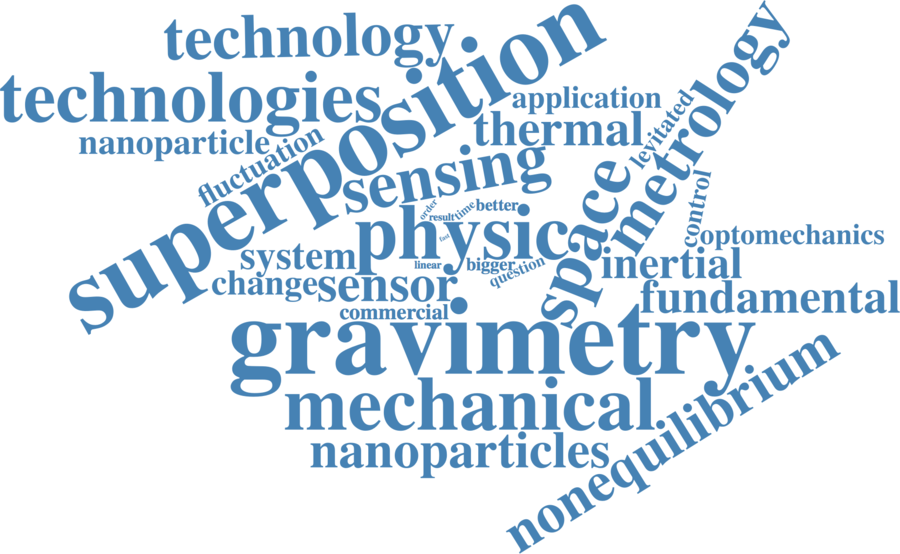 technology
superposition
technologies
metrology
application
levitated
thermal
nanoparticle
fluctuation
sensing
space
control
order
result
time
better
physic
fast
optomechanics
system
linear
bigger
question
inertial
change
sensor
fundamental
commercial
gravimetry
mechanical
nonequilibrium
nanoparticles